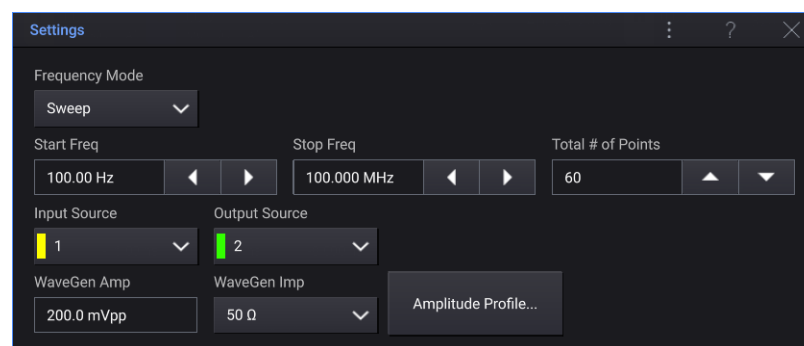 Settings
?
Frequency Mode
Sweep
Start Freq Stop Freq Total # of Points
100.00 Hz 100.000 MHz 60
Input Source Output Source
1 2
WaveGen Amp WaveGen Imp
200.0 mVpp 50 Ω Amplitude Profile...